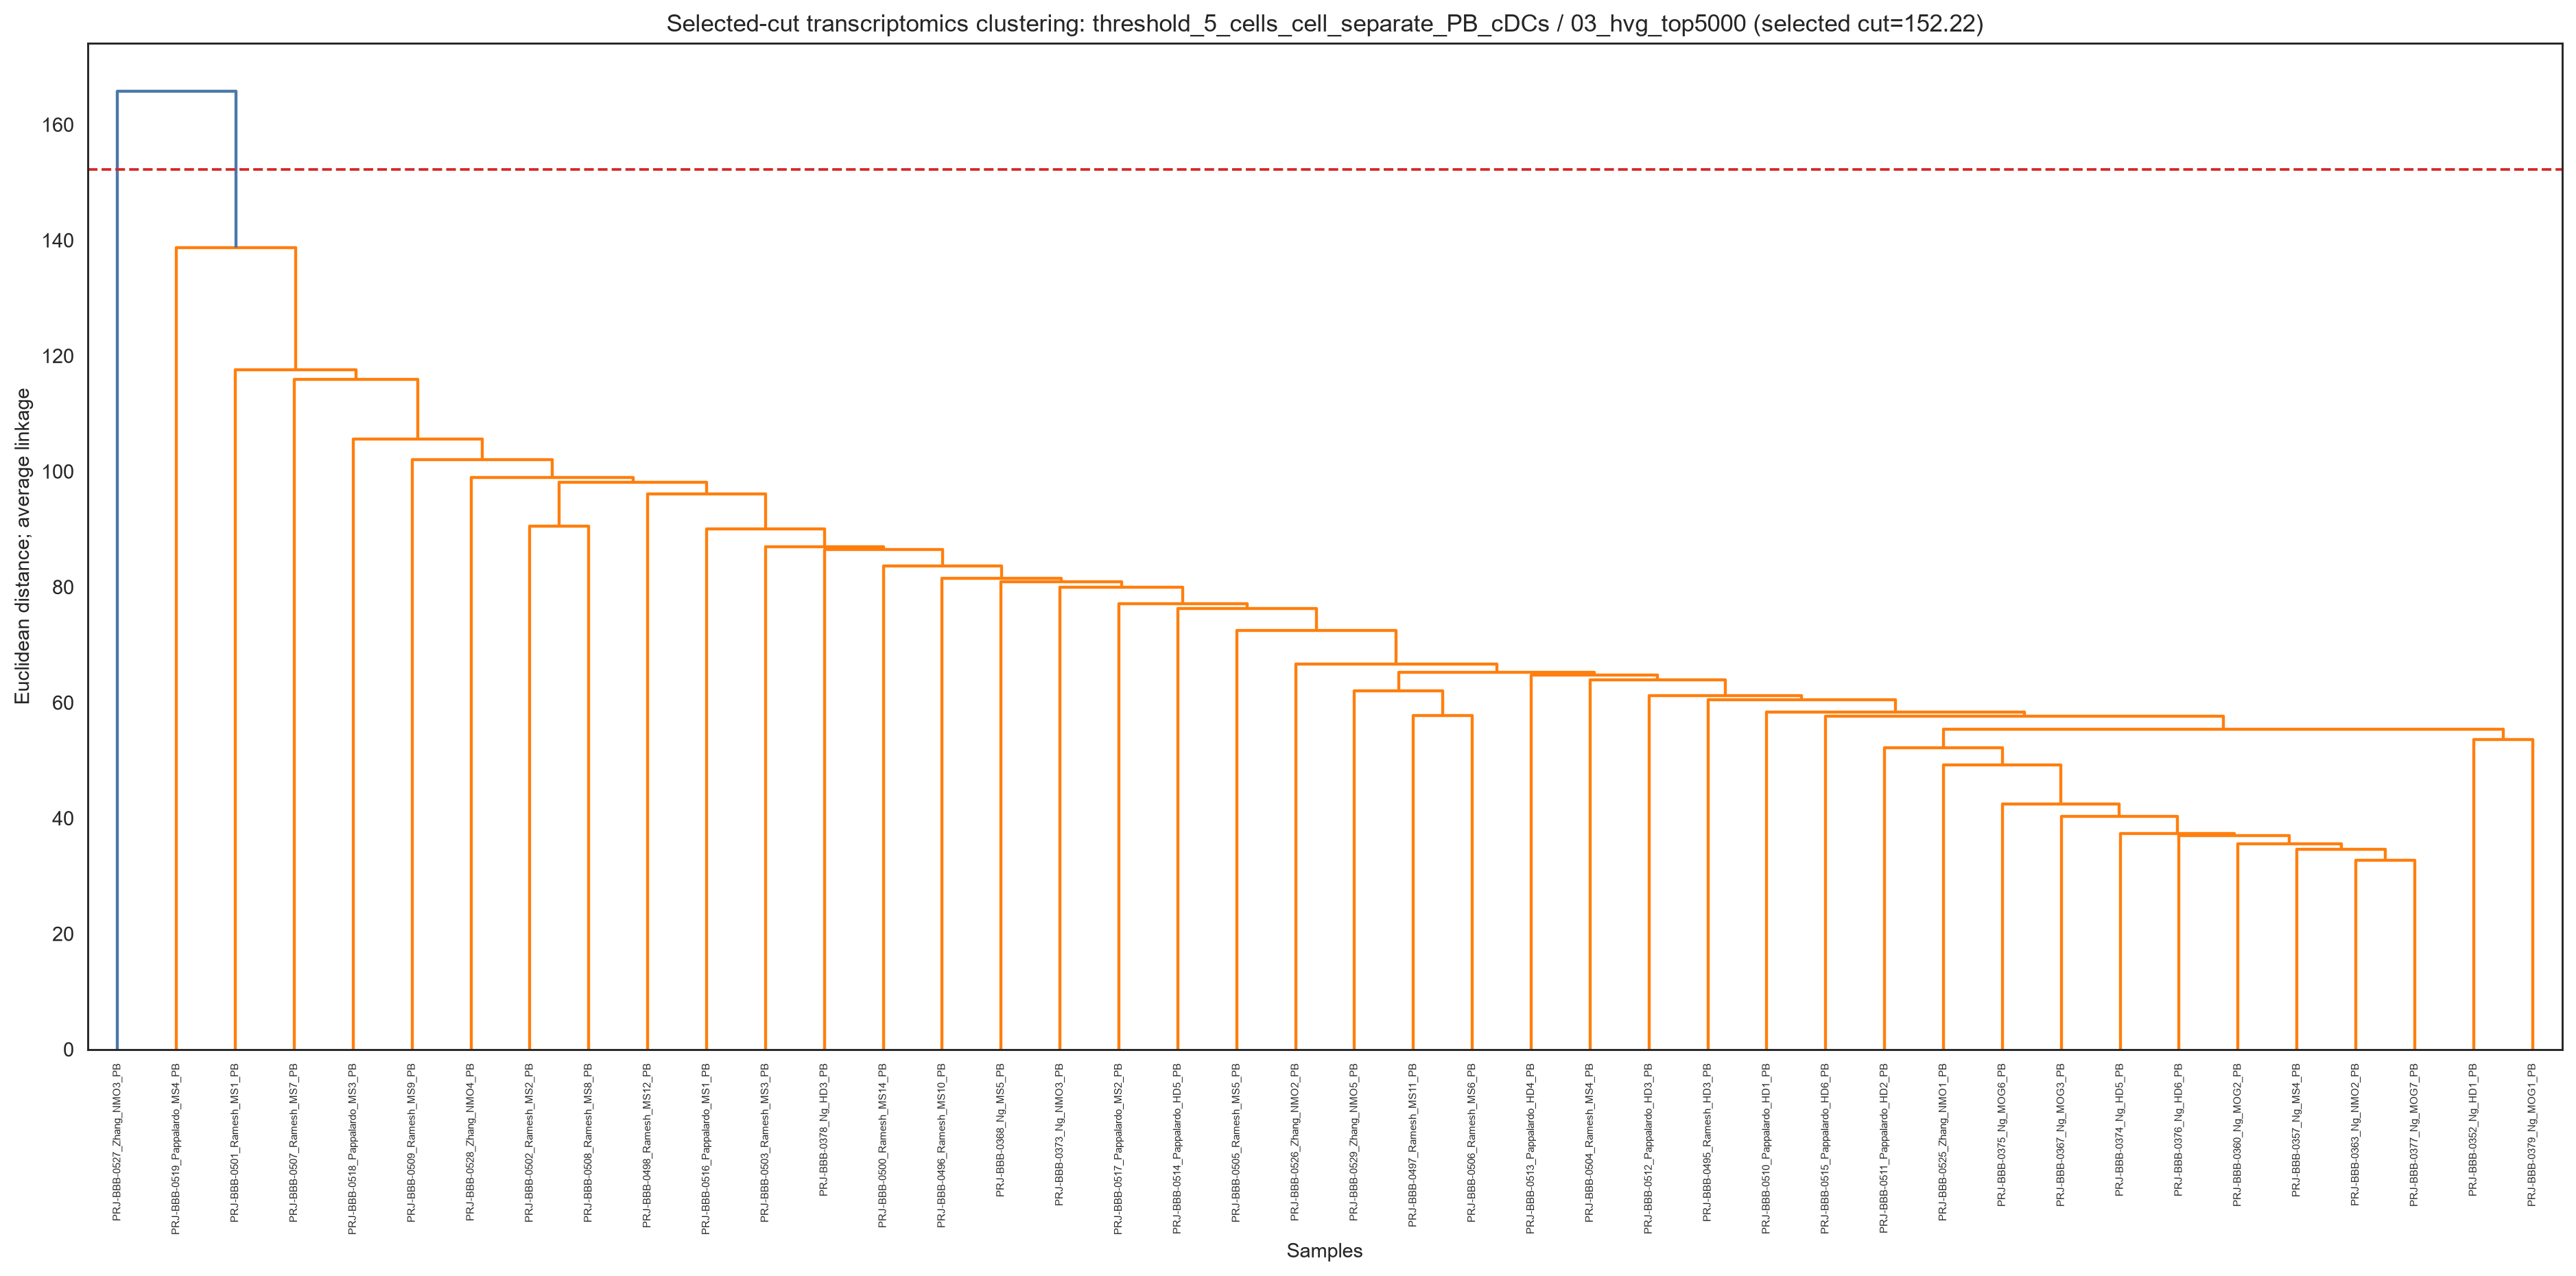 Selected-cut transcriptomics clustering: threshold_5_cells_cell_separate_PB_cDCs / 03_hvg_top5000 (selected cut=152.22)
Euclidean distance; average linkage
160
140
120
100
80
60
40
20
0
PRJ-BBB-0527_Zhang_NMO3_PB
PRJ-BBB-0519_Pappalardo_MS4_PB
PRJ-BBB-0501_Ramesh_MS1_PB
PRJ-BBB-0507_Ramesh_MS7_PB
PRJ-BBB-0518_Pappalardo_MS3_PB
PRJ-BBB-0509_Ramesh_MS9_PB
PRJ-BBB-0528_Zhang_NMO4_PB
PRJ-BBB-0502_Ramesh_MS2_PB
PRJ-BBB-0508_Ramesh_MS8_PB
PRJ-BBB-0498_Ramesh_MS12_PB
PRJ-BBB-0516_Pappalardo_MS1_PB
PRJ-BBB-0503_Ramesh_MS3_PB
PRJ-BBB-0378_Ng_HD3_PB
PRJ-BBB-0500_Ramesh_MS14_PB
PRJ-BBB-0496_Ramesh_MS10_PB
PRJ-BBB-0368_Ng_MS5_PB
PRJ-BBB-0373_Ng_NMO3_PB
PRJ-BBB-0517_Pappalardo_MS2_PB
PRJ-BBB-0514_Pappalardo_HD5_PB
PRJ-BBB-0505_Ramesh_MS5_PB
PRJ-BBB-0526_Zhang_NMO2_PB
PRJ-BBB-0529_Zhang_NMO5_PB
PRJ-BBB-0497_Ramesh_MS11_PB
PRJ-BBB-0506_Ramesh_MS6_PB
PRJ-BBB-0513_Pappalardo_HD4_PB
PRJ-BBB-0504_Ramesh_MS4_PB
PRJ-BBB-0512_Pappalardo_HD3_PB
PRJ-BBB-0495_Ramesh_HD3_PB
PRJ-BBB-0510_Pappalardo_HD1_PB
PRJ-BBB-0515_Pappalardo_HD6_PB
PRJ-BBB-0511_Pappalardo_HD2_PB
PRJ-BBB-0525_Zhang_NMO1_PB
PRJ-BBB-0375_Ng_MOG6_PB
PRJ-BBB-0367_Ng_MOG3_PB
PRJ-BBB-0374_Ng_HD5_PB
PRJ-BBB-0376_Ng_HD6_PB
PRJ-BBB-0360_Ng_MOG2_PB
PRJ-BBB-0357_Ng_MS4_PB
PRJ-BBB-0363_Ng_NMO2_PB
PRJ-BBB-0377_Ng_MOG7_PB
PRJ-BBB-0352_Ng_HD1_PB
PRJ-BBB-0379_Ng_MOG1_PB
Samples